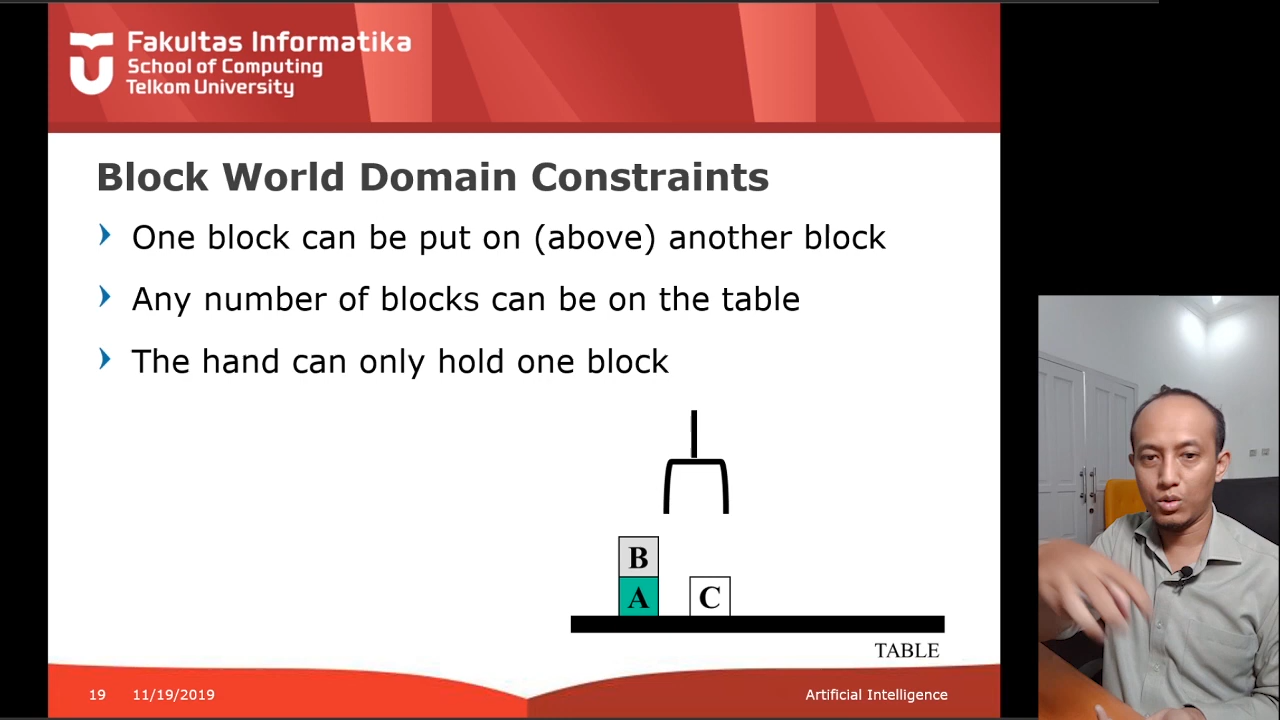 Fakultas Informatika
School of Computing
Telkom University
Block World Domain Constraints
One block can be put on (above) another block
Any number of blocks can be on the table
The hand can only hold one block
B
A
C
TABLE
19
11/19/2019
Artificial Intelligence